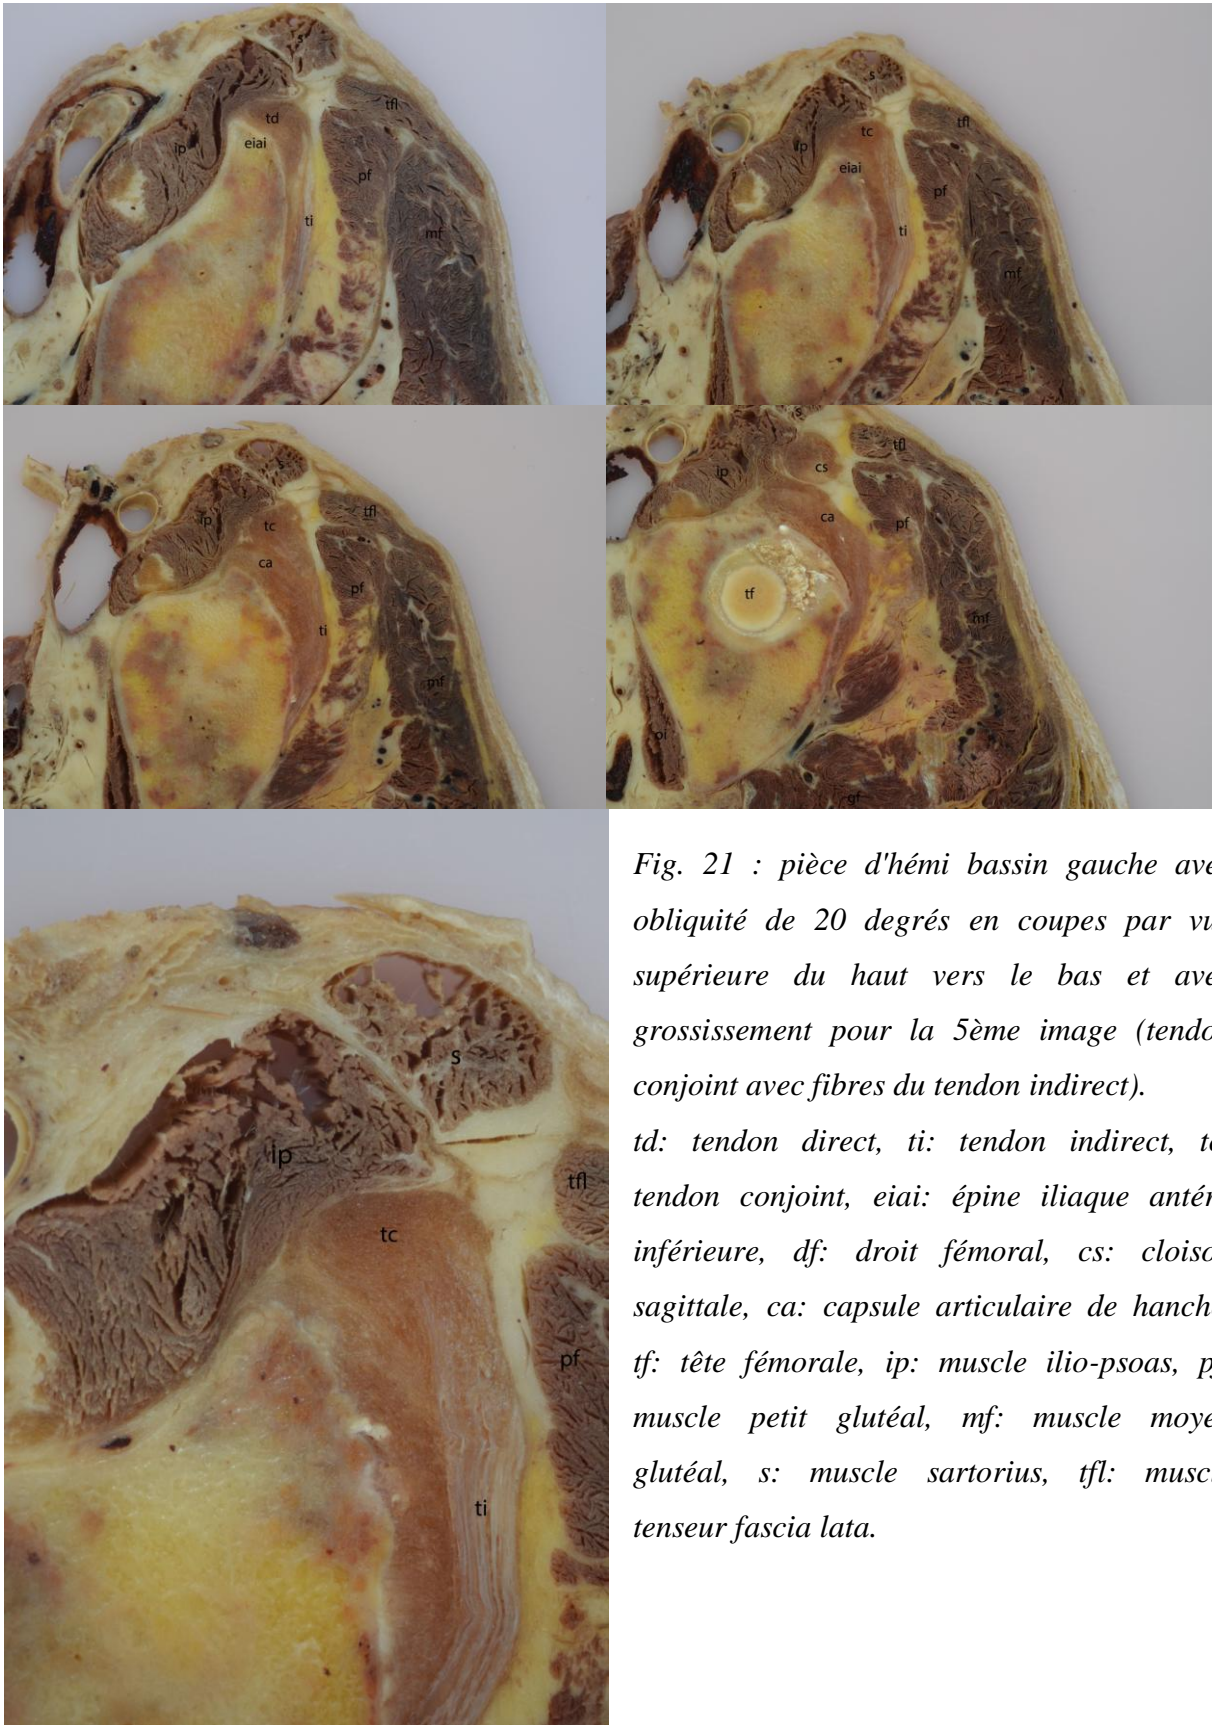 s
tfl
td
ip
eiai
pf
ti
mf
s
tfl
tc
ip
eiai
pf
ti
mf
s
tfl
ip
tc
ca
pf
ti
mf
s
tfl
ip
cs
ca
pf
tf
mf
oi
gf
s
ip
tfl
tc
pf
ti
Fig. 21 : pièce d'hémi bassin gauche ave
obliquité de 20 degrés en coupes par vu
supérieure du haut vers le bas et ave
grossissement pour la 5ème image (tendo
conjoint avec fibres du tendon indirect).
td: tendon direct, ti: tendon indirect, t
tendon conjoint, eiai: épine iliaque antér
inférieure, df: droit fémoral, cs: cloiso
sagittale, ca: capsule articulaire de hanch
tf: tête fémorale, ip: muscle ilio-psoas, p
muscle petit glutéal, mf: muscle moye
glutéal, s: muscle sartorius, tfl: musc
tenseur fascia lata.